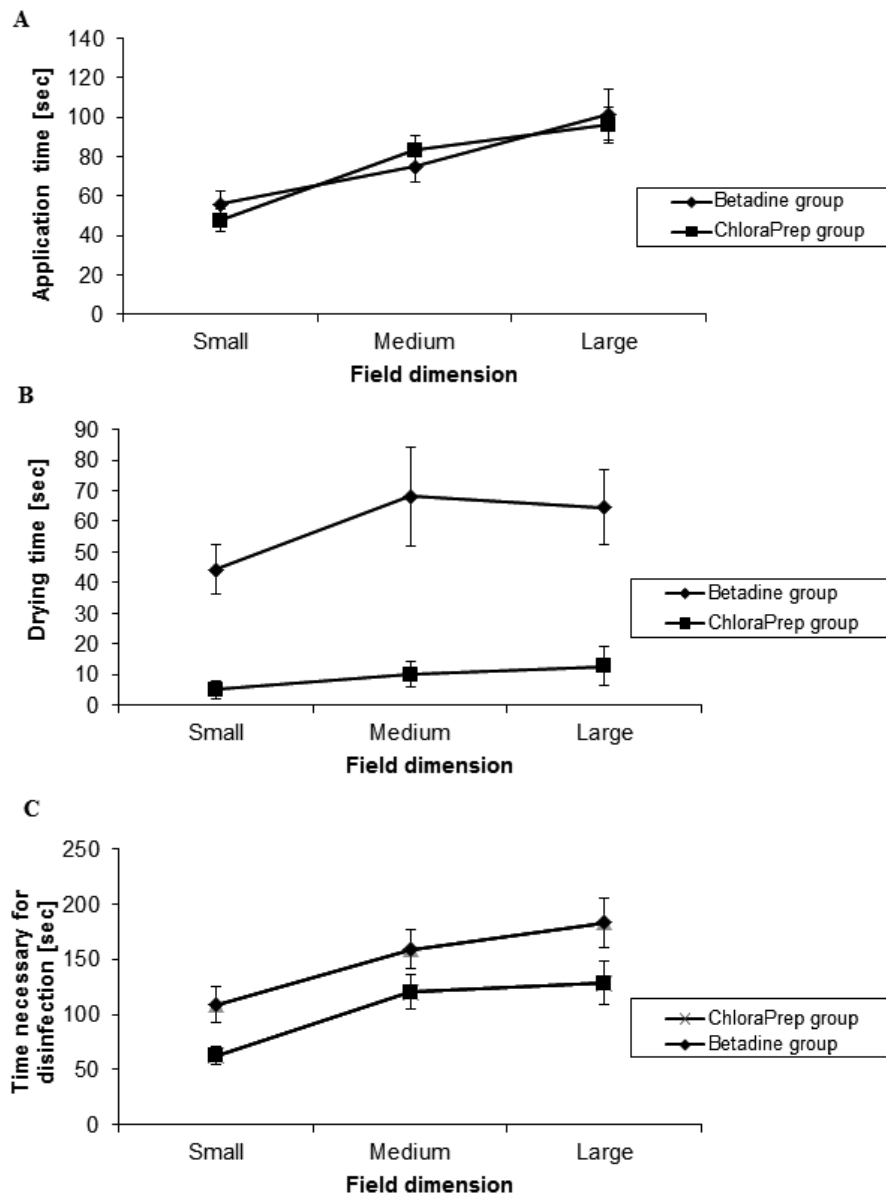 A
Application time [sec]
140
120
100
80
60
40
20
0
Small Medium Large
Field dimension
Betadine group
ChloraPrep group
B
Drying time [sec]
90
80
70
60
50
40
30
20
10
0
Small Medium Large
Field dimension
Betadine group
ChloraPrep group
C
Time necessary for
disinfection [sec]
250
200
150
100
50
0
Small Medium Large
Field dimension
ChloraPrep group
Betadine group